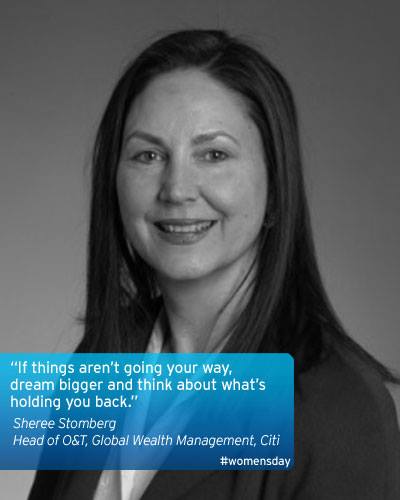 “If things aren’t going your way,
dream bigger and think about what’s
holding you back.”
Sheree Stomberg
Head of O&T, Global Wealth Management, Citi
#womensday